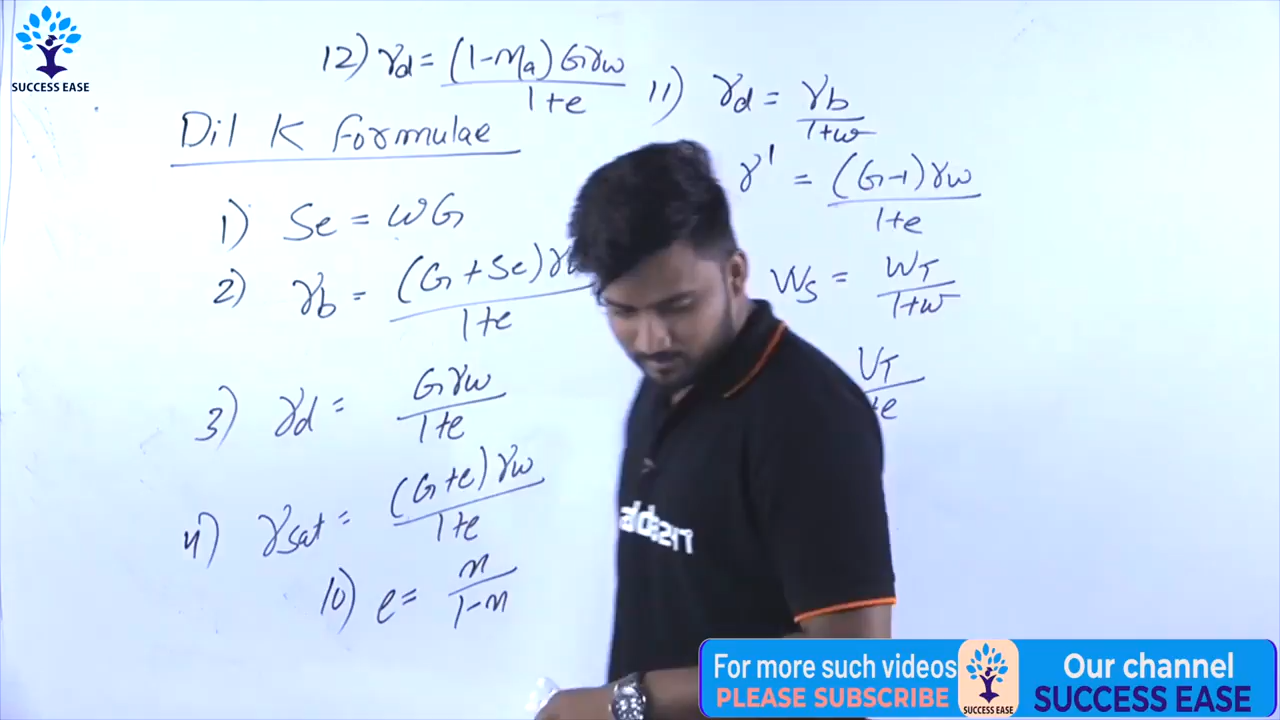 SUCCESS EASE
12) γd = (1-na) Gγw / 1+e
11) γd = γb / 1+w
Dil K Formulae
γ' = (G-1)γw / 1+e
1) Se = wG
2) γb = (G+Se)γ / 1+e
Ws = WT / 1+w
3) γd = Gγw / 1+e
VT / +e
4) γsat = (G+e)γw / 1+e
10) e = n / 1-n
adda247
For more such videos
PLEASE SUBSCRIBE
SUCCESS EASE
Our channel
SUCCESS EASE